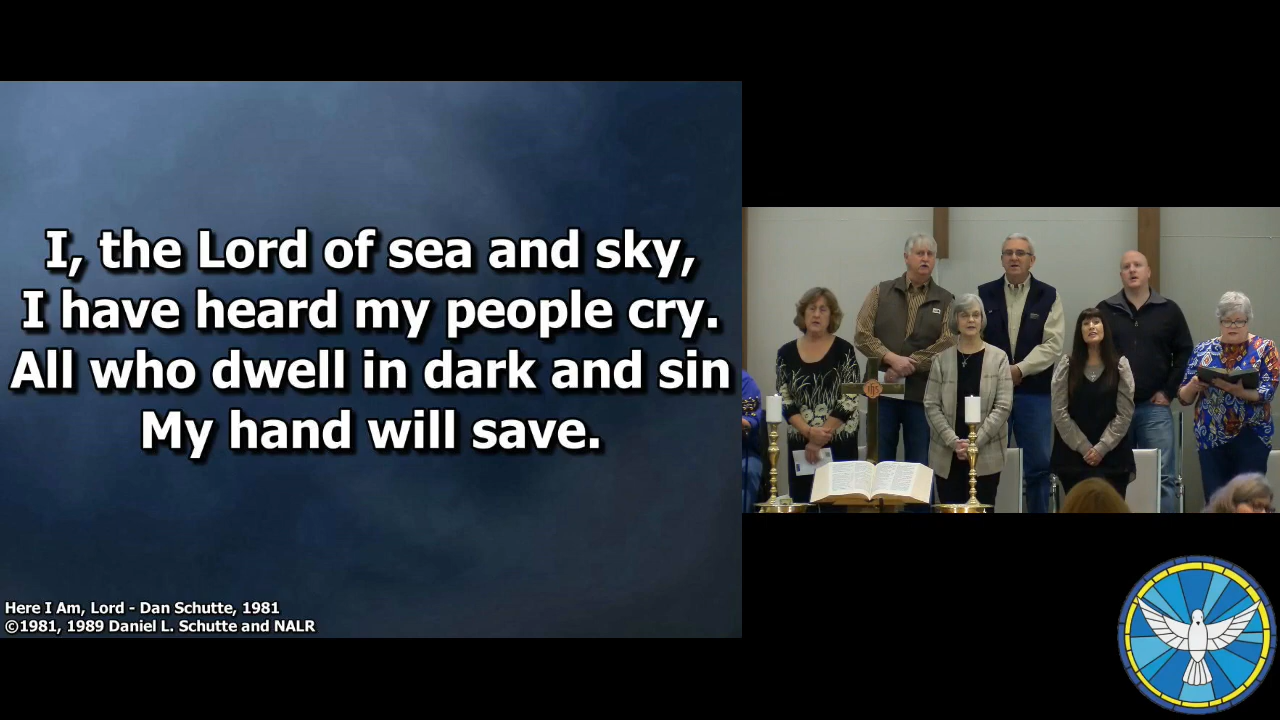 I, the Lord of sea and sky,
I have heard my people cry.
All who dwell in dark and sin
My hand will save.
Here I Am, Lord - Dan Schutte, 1981
©1981, 1989 Daniel L. Schutte and NALR
IHS